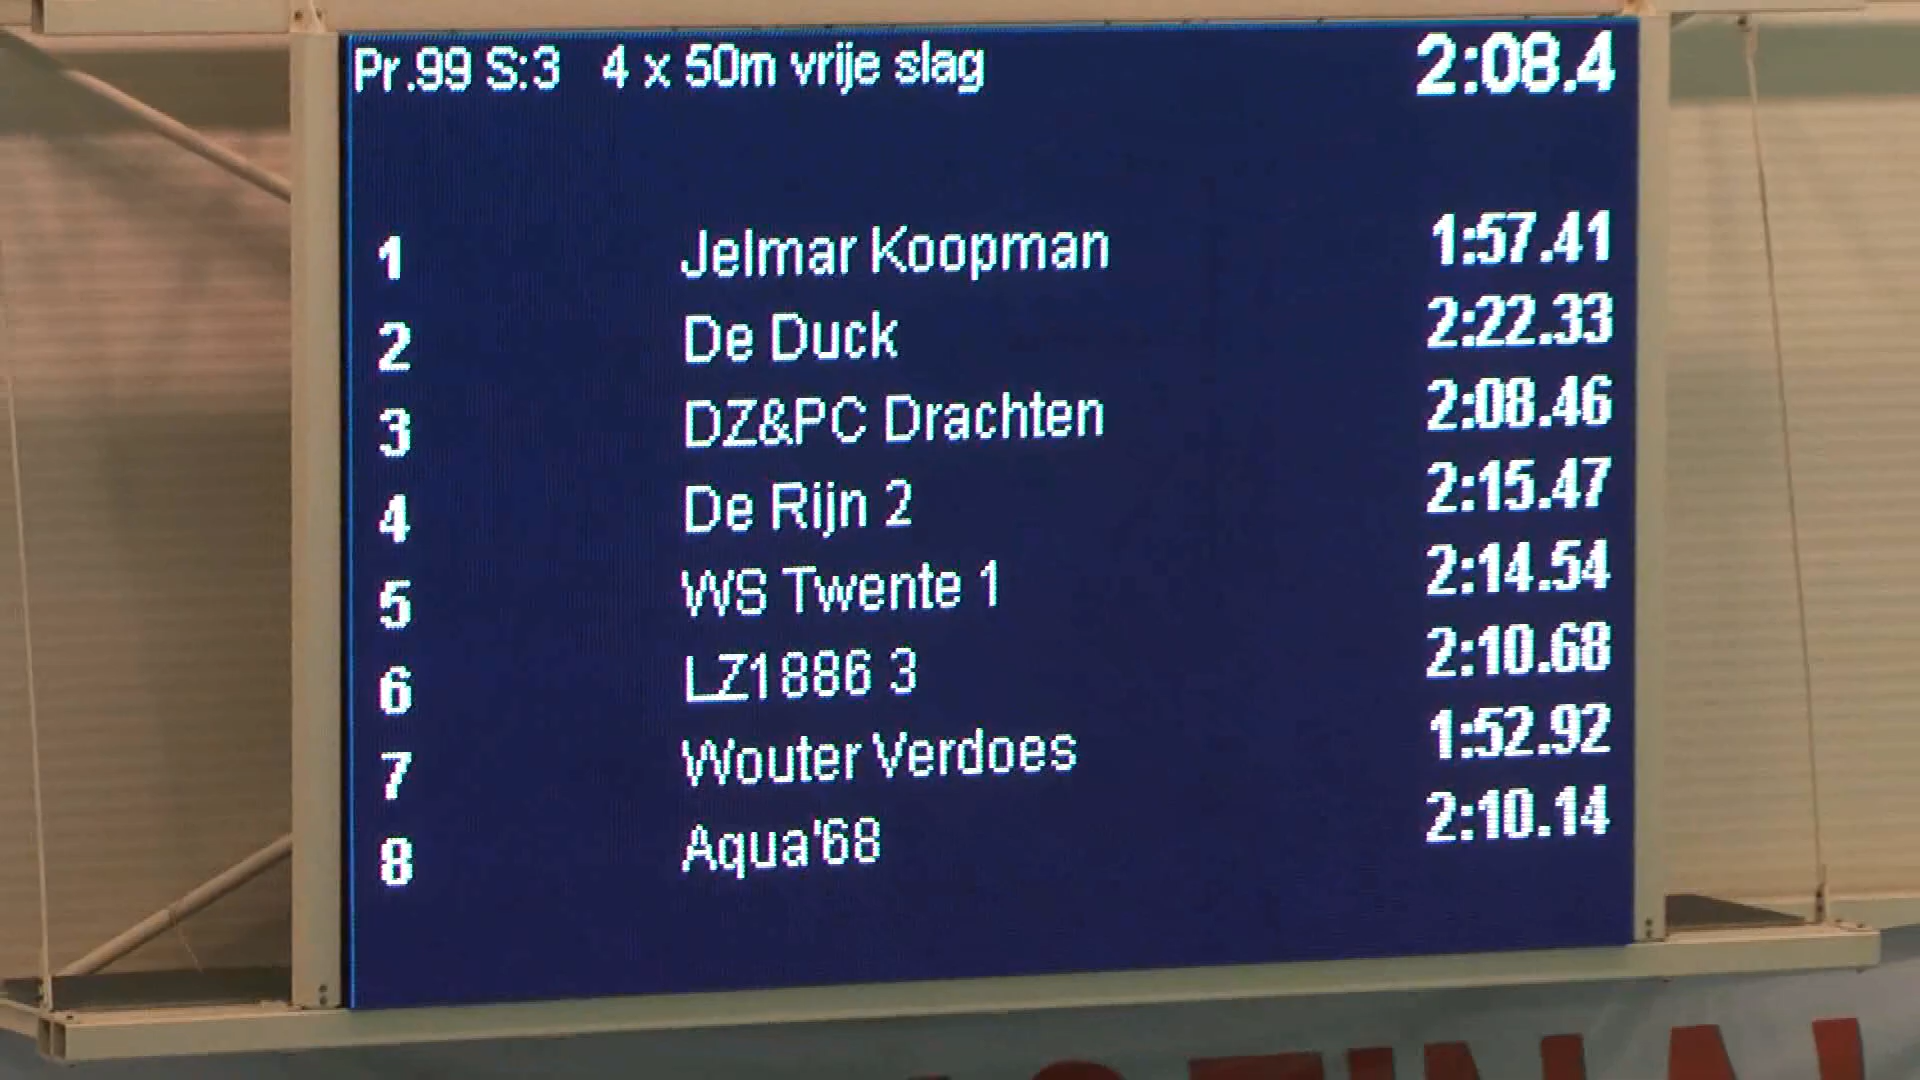 Pr.99 S:3 4 x 50m vrije slag 2:08.4
1 Jelmar Koopman 1:57.41
2 De Duck 2:22.33
3 DZ&PC Drachten 2:08.46
4 De Rijn 2 2:15.47
5 WS Twente 1 2:14.54
6 LZ1886 3 2:10.68
7 Wouter Verdoes 1:52.92
8 Aqua'68 2:10.14